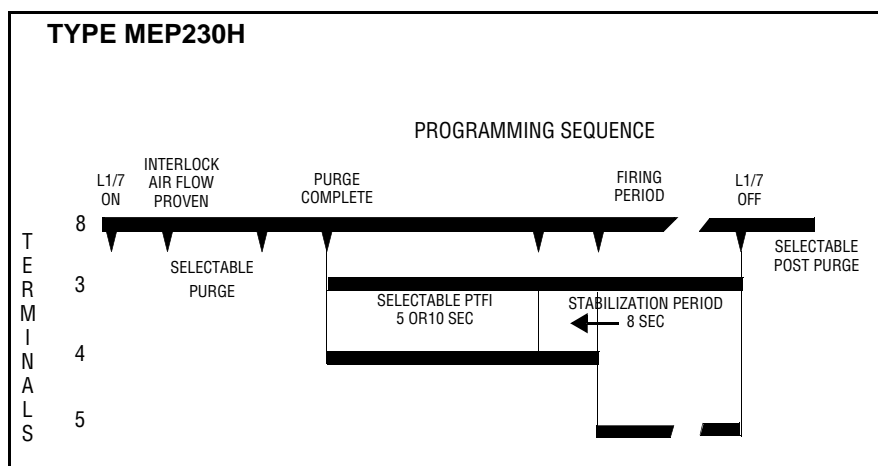 TYPE MEP230H
PROGRAMMING SEQUENCE
L1/7
ON
INTERLOCK
AIR FLOW
PROVEN
PURGE
COMPLETE
FIRING
PERIOD
L1/7
OFF
TERMINALS
8
SELECTABLE
PURGE
SELECTABLE
POST PURGE
3
SELECTABLE PTFI
5 OR10 SEC
STABILIZATION PERIOD
8 SEC
4
5